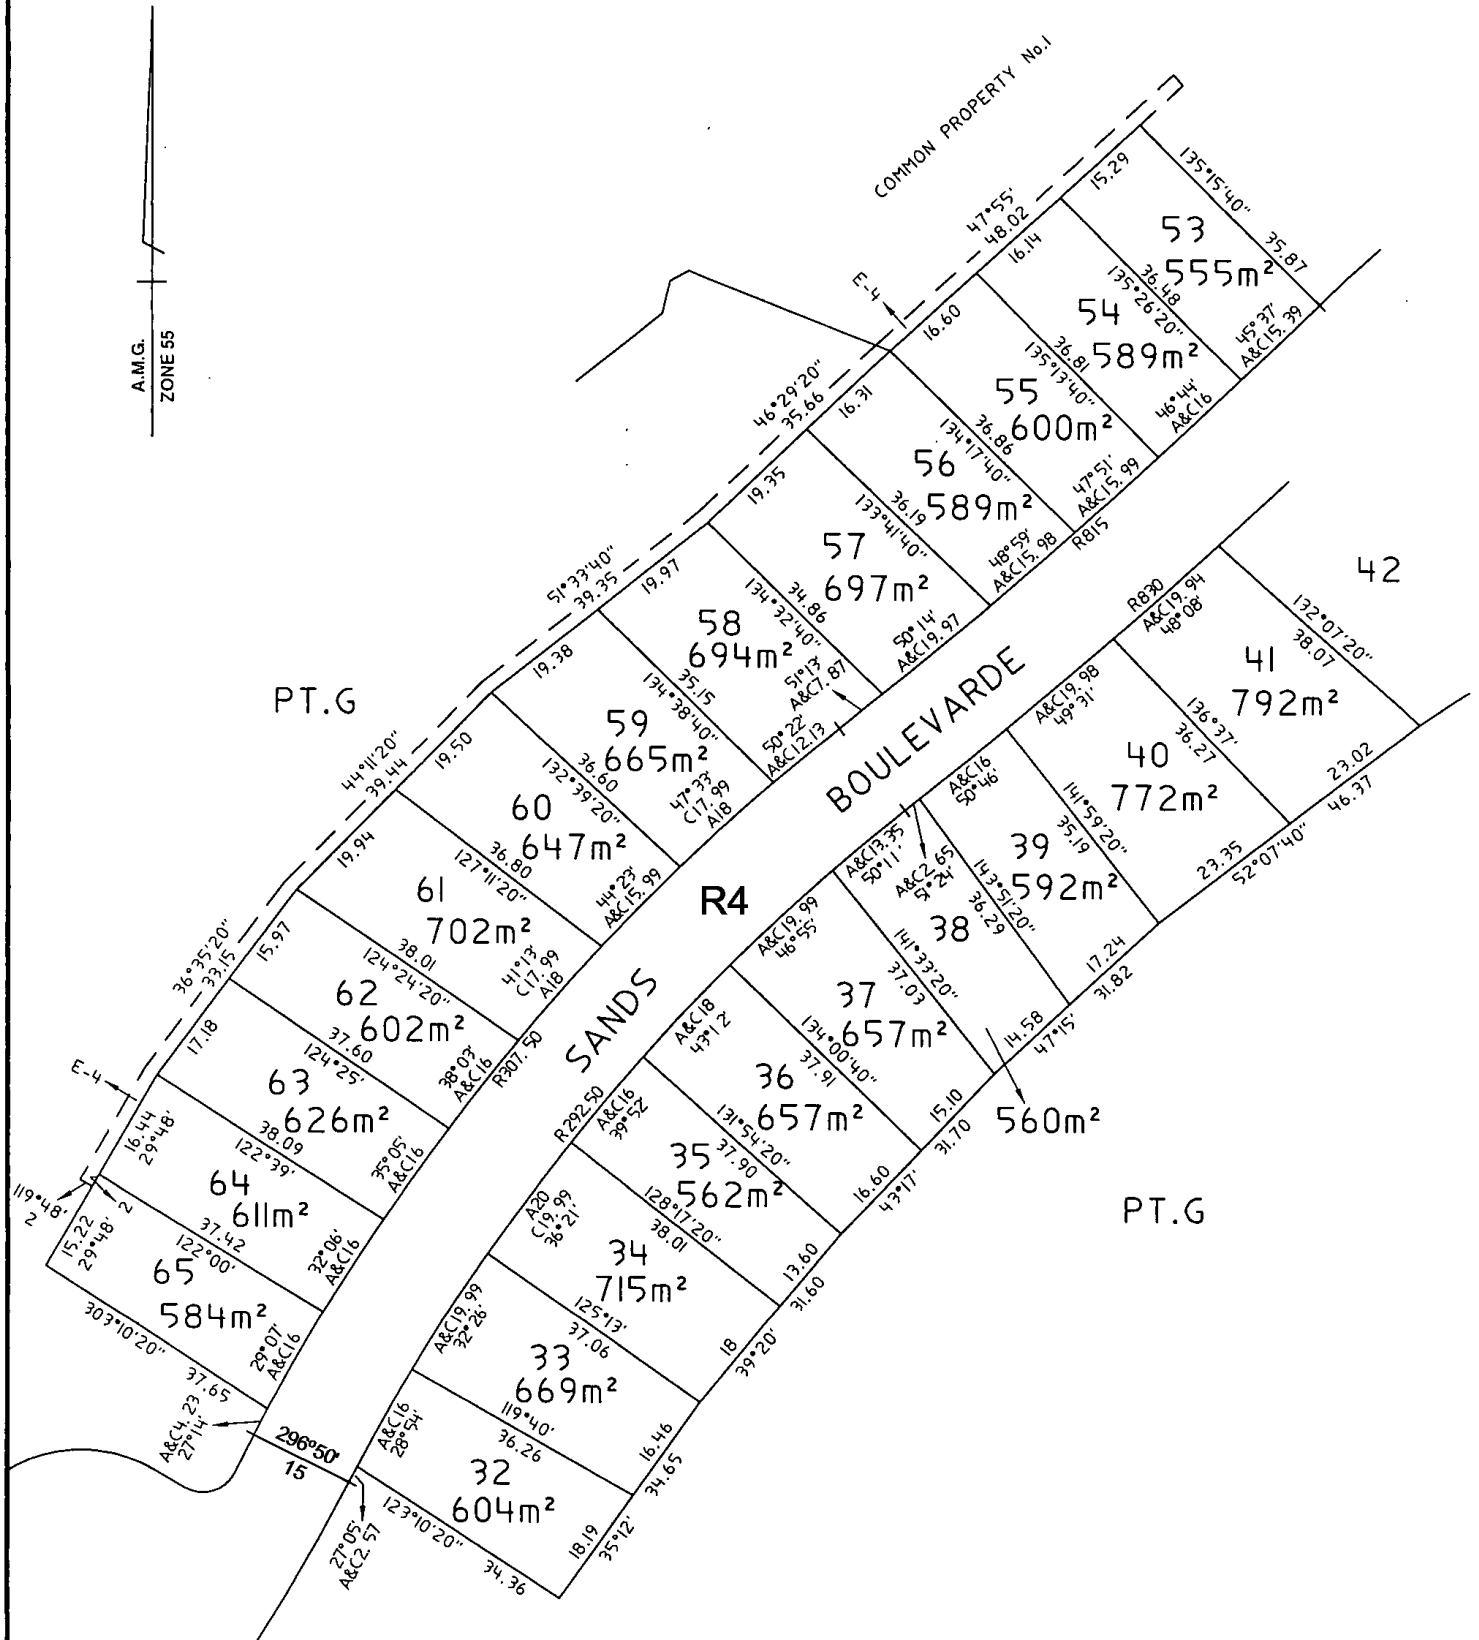 A.M.G.
ZONE 55
COMMON PROPERTY No.1
47°55'
48.02
15.29
135°15'40"
35.87
53
555m²
45°37'
A&C15.39
16.14
36.48
135°26'20"
54
589m²
46°44'
A&C16
E-4
16.60
36.81
135°13'40"
55
600m²
47°51'
A&C15.99
R815
46°29'20"
35.66
16.31
36.86
134°17'40"
56
589m²
48°59'
A&C15.98
19.35
36.19
133°41'40"
57
697m²
50°14'
A&C19.97
51°33'40"
39.35
19.97
34.86
134°32'40"
58
694m²
51°13'
A&C7.87
50°22'
A&C12.13
19.38
35.15
134°38'40"
59
665m²
47°33'
C17.99
A18
PT.G
44°11'20"
39.44
19.50
36.60
132°39'20"
60
647m²
44°23'
A&C15.99
19.94
36.80
127°11'20"
61
702m²
41°13'
C17.99
A18
36°35'20"
33.15
15.97
38.01
124°24'20"
62
602m²
38°03'
A&C16
R307.50
17.18
37.60
124°25'
63
626m²
35°05'
A&C16
E-4
16.44
29°48'
38.09
122°39'
64
611m²
32°06'
A&C16
119°48'
2
2
15.22
29°48'
37.42
122°00'
65
584m²
29°07'
A&C16
303°10'20"
37.65
A&C4.23
27°14'
296°50'
15
SANDS
BOULEVARDE
R4
42
R830
A&C19.94
48°08'
132°07'20"
38.07
41
792m²
23.02
46.37
A&C19.98
49°31'
136°37'
36.27
40
772m²
23.35
52°07'40"
A&C16
50°46'
141°59'20"
35.19
39
592m²
17.24
31.82
A&C13.35
50°11'
A&C2.65
51°24'
143°51'20"
36.29
38
14.58
47°15'
560m²
A&C19.99
46°55'
141°33'20"
37.03
37
657m²
15.10
31.70
A&C18
43°12'
134°00'40"
37.91
36
657m²
16.60
43°17'
R292.50
A&C16
39°52'
131°54'20"
37.90
35
562m²
13.60
31.60
PT.G
A20
C19.99
36°21'
128°17'20"
38.01
34
715m²
18
39°20'
A&C19.99
32°26'
125°13'
37.06
33
669m²
16.46
34.65
A&C16
28°54'
119°40'
36.26
32
604m²
18.19
35°12'
27°05'
A&C2.57
123°10'20"
34.36